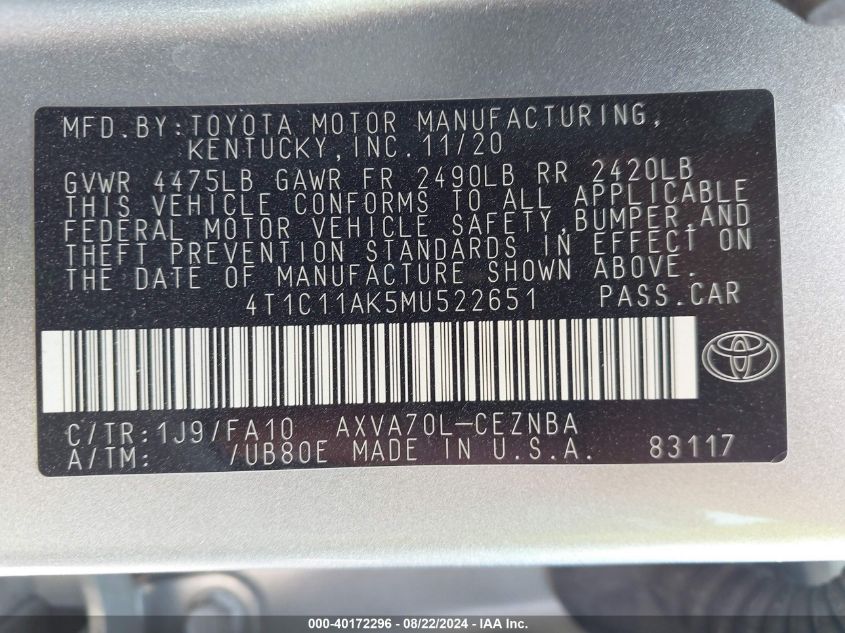 MFD.BY:TOYOTA MOTOR MANUFACTURING,
KENTUCKY,INC.11/20
GVWR 4475LB GAWR FR 2490LB RR 2420LB
THIS VEHICLE CONFORMS TO ALL APPLICABLE
FEDERAL MOTOR VEHICLE SAFETY,BUMPER,AND
THEFT PREVENTION STANDARDS IN EFFECT ON
THE DATE OF MANUFACTURE SHOWN ABOVE.
4T1C11AK5MU522651 PASS.CAR
C/TR:1J9/FA10 AXVA70L-CEZNBA
A/TM: /UB80E MADE IN U.S.A. 83117
000-40172296 - 08/22/2024 - IAA Inc.